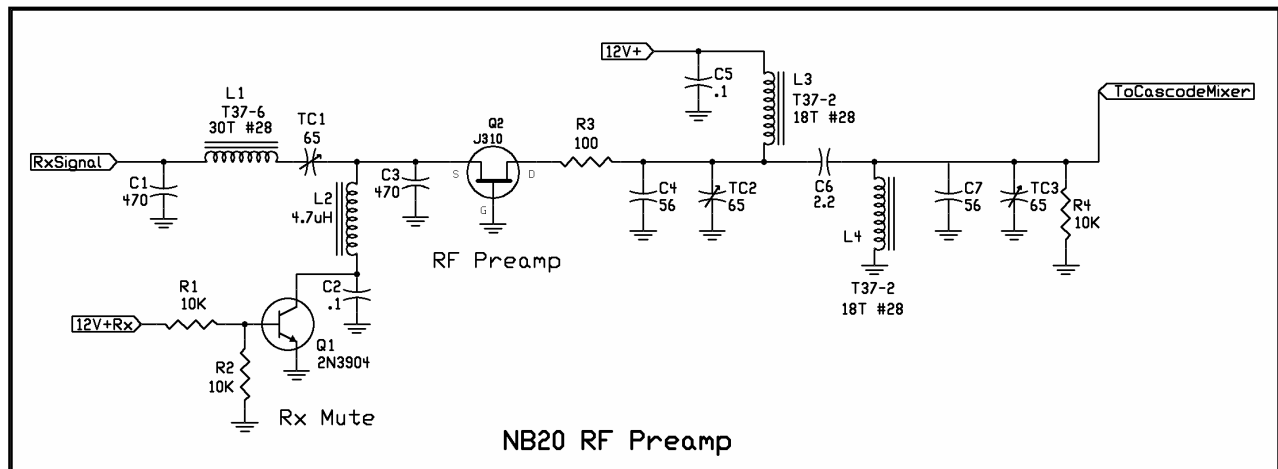 12V+
C5
.1
L3
T37-2
18T #28
ToCascodeMixer
L1
T37-6
30T #28
TC1
65
Q2
J310
R3
100
RxSignal
C1
470
L2
4.7uH
C3
470
S
D
G
C4
56
TC2
65
C6
2.2
L4
T37-2
18T #28
C7
56
TC3
65
R4
10K
RF Preamp
R1
10K
C2
.1
12V+Rx
Q1
2N3904
R2
10K
Rx Mute
NB20 RF Preamp